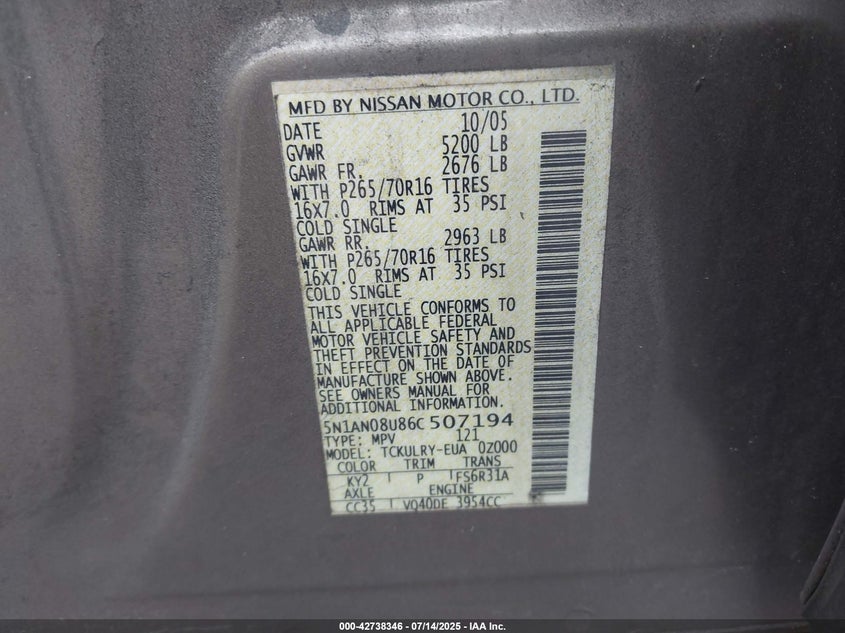 MFD BY NISSAN MOTOR CO., LTD.
DATE 10/05
GVWR 5200 LB
GAWR FR. 2676 LB
WITH P265/70R16 TIRES
16X7.0 RIMS AT 35 PSI
COLD SINGLE
GAWR RR. 2963 LB
WITH P265/70R16 TIRES
16X7.0 RIMS AT 35 PSI
COLD SINGLE
THIS VEHICLE CONFORMS TO
ALL APPLICABLE FEDERAL
MOTOR VEHICLE SAFETY AND
THEFT PREVENTION STANDARDS
IN EFFECT ON THE DATE OF
MANUFACTURE SHOWN ABOVE.
SEE OWNERS MANUAL FOR
ADDITIONAL INFORMATION.
5N1AN08U86C507194
TYPE: MPV 121
MODEL: TCKULRY-EUA 0Z000
COLOR TRIM TRANS
KY2 P FS6R31A
AXLE ENGINE
CC35 VQ40DE 3954CC
000-42738346 - 07/14/2025 - IAA Inc.